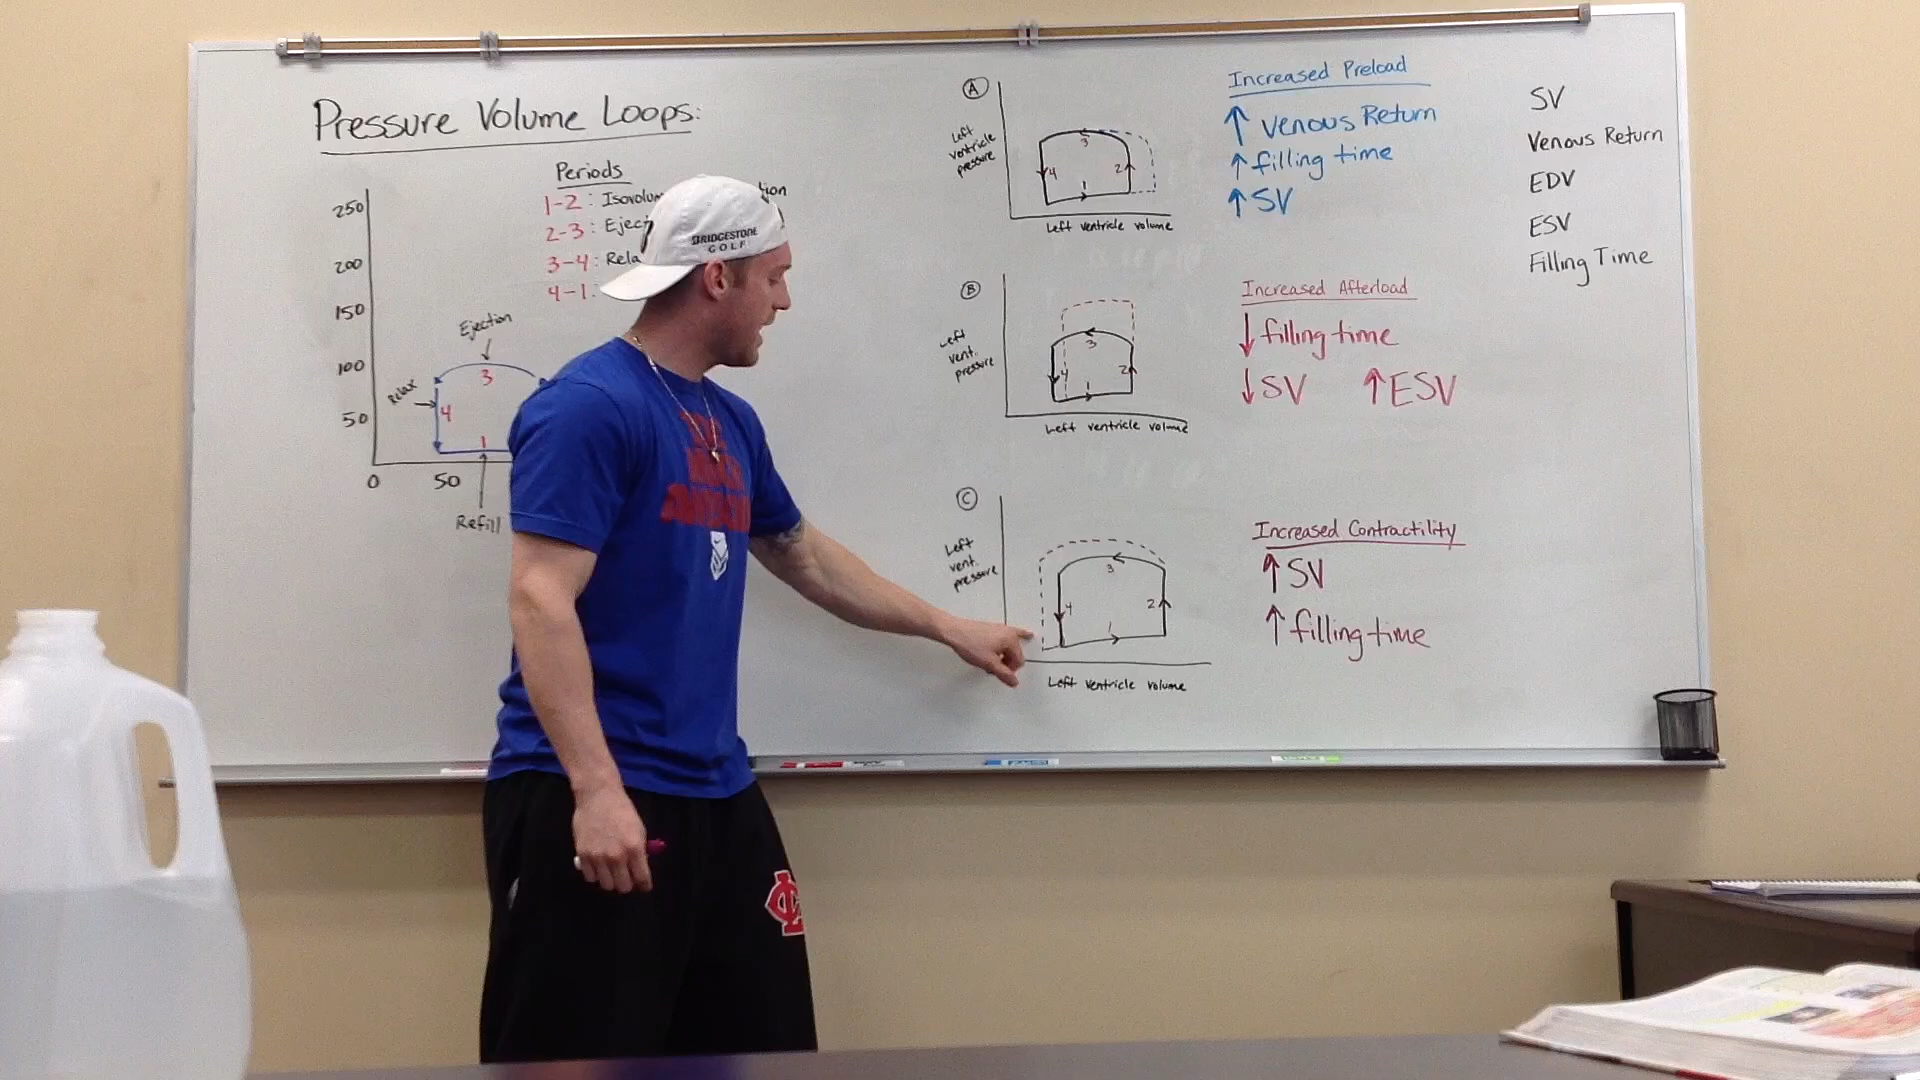 Pressure Volume Loops:
Periods
1-2: Isovolum
tion
2-3: Eject
3-4: Rela
4-1:
250
200
150
100
50
0
50
Ejection
Relax
3
4
1
Refill
BRIDGESTONE
GOLF
A
Left
ventricle
pressure
3
4
2
1
Left ventricle volume
Increased Preload
↑ Venous Return
↑ filling time
↑ SV
B
Left
vent.
pressure
3
4
2
1
Left ventricle volume
Increased Afterload
↓ filling time
↓ SV ↑ ESV
C
Left
vent.
pressure
3
4
2
1
Left ventricle volume
Increased Contractility
↑ SV
↑ filling time
SV
Venous Return
EDV
ESV
Filling Time